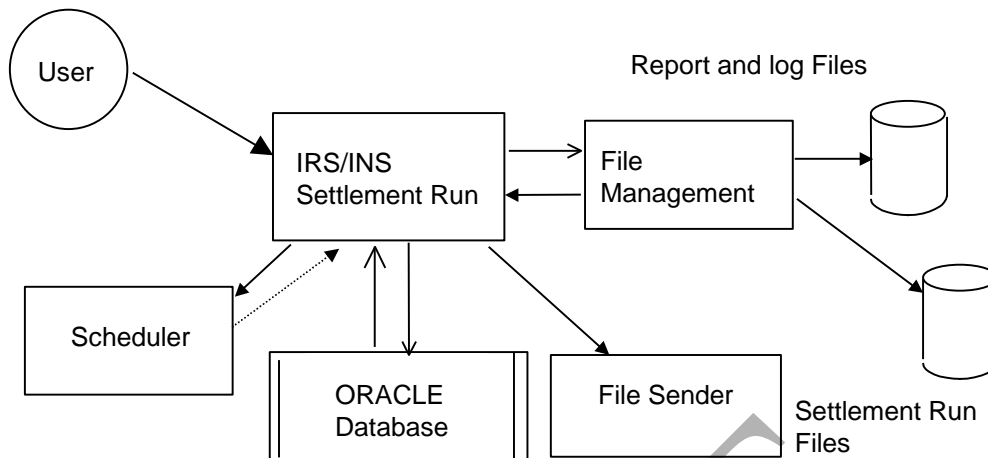 User
Report and log Files
IRS/INS
Settlement Run
File
Management
Scheduler
ORACLE
Database
File Sender
Settlement Run
Files